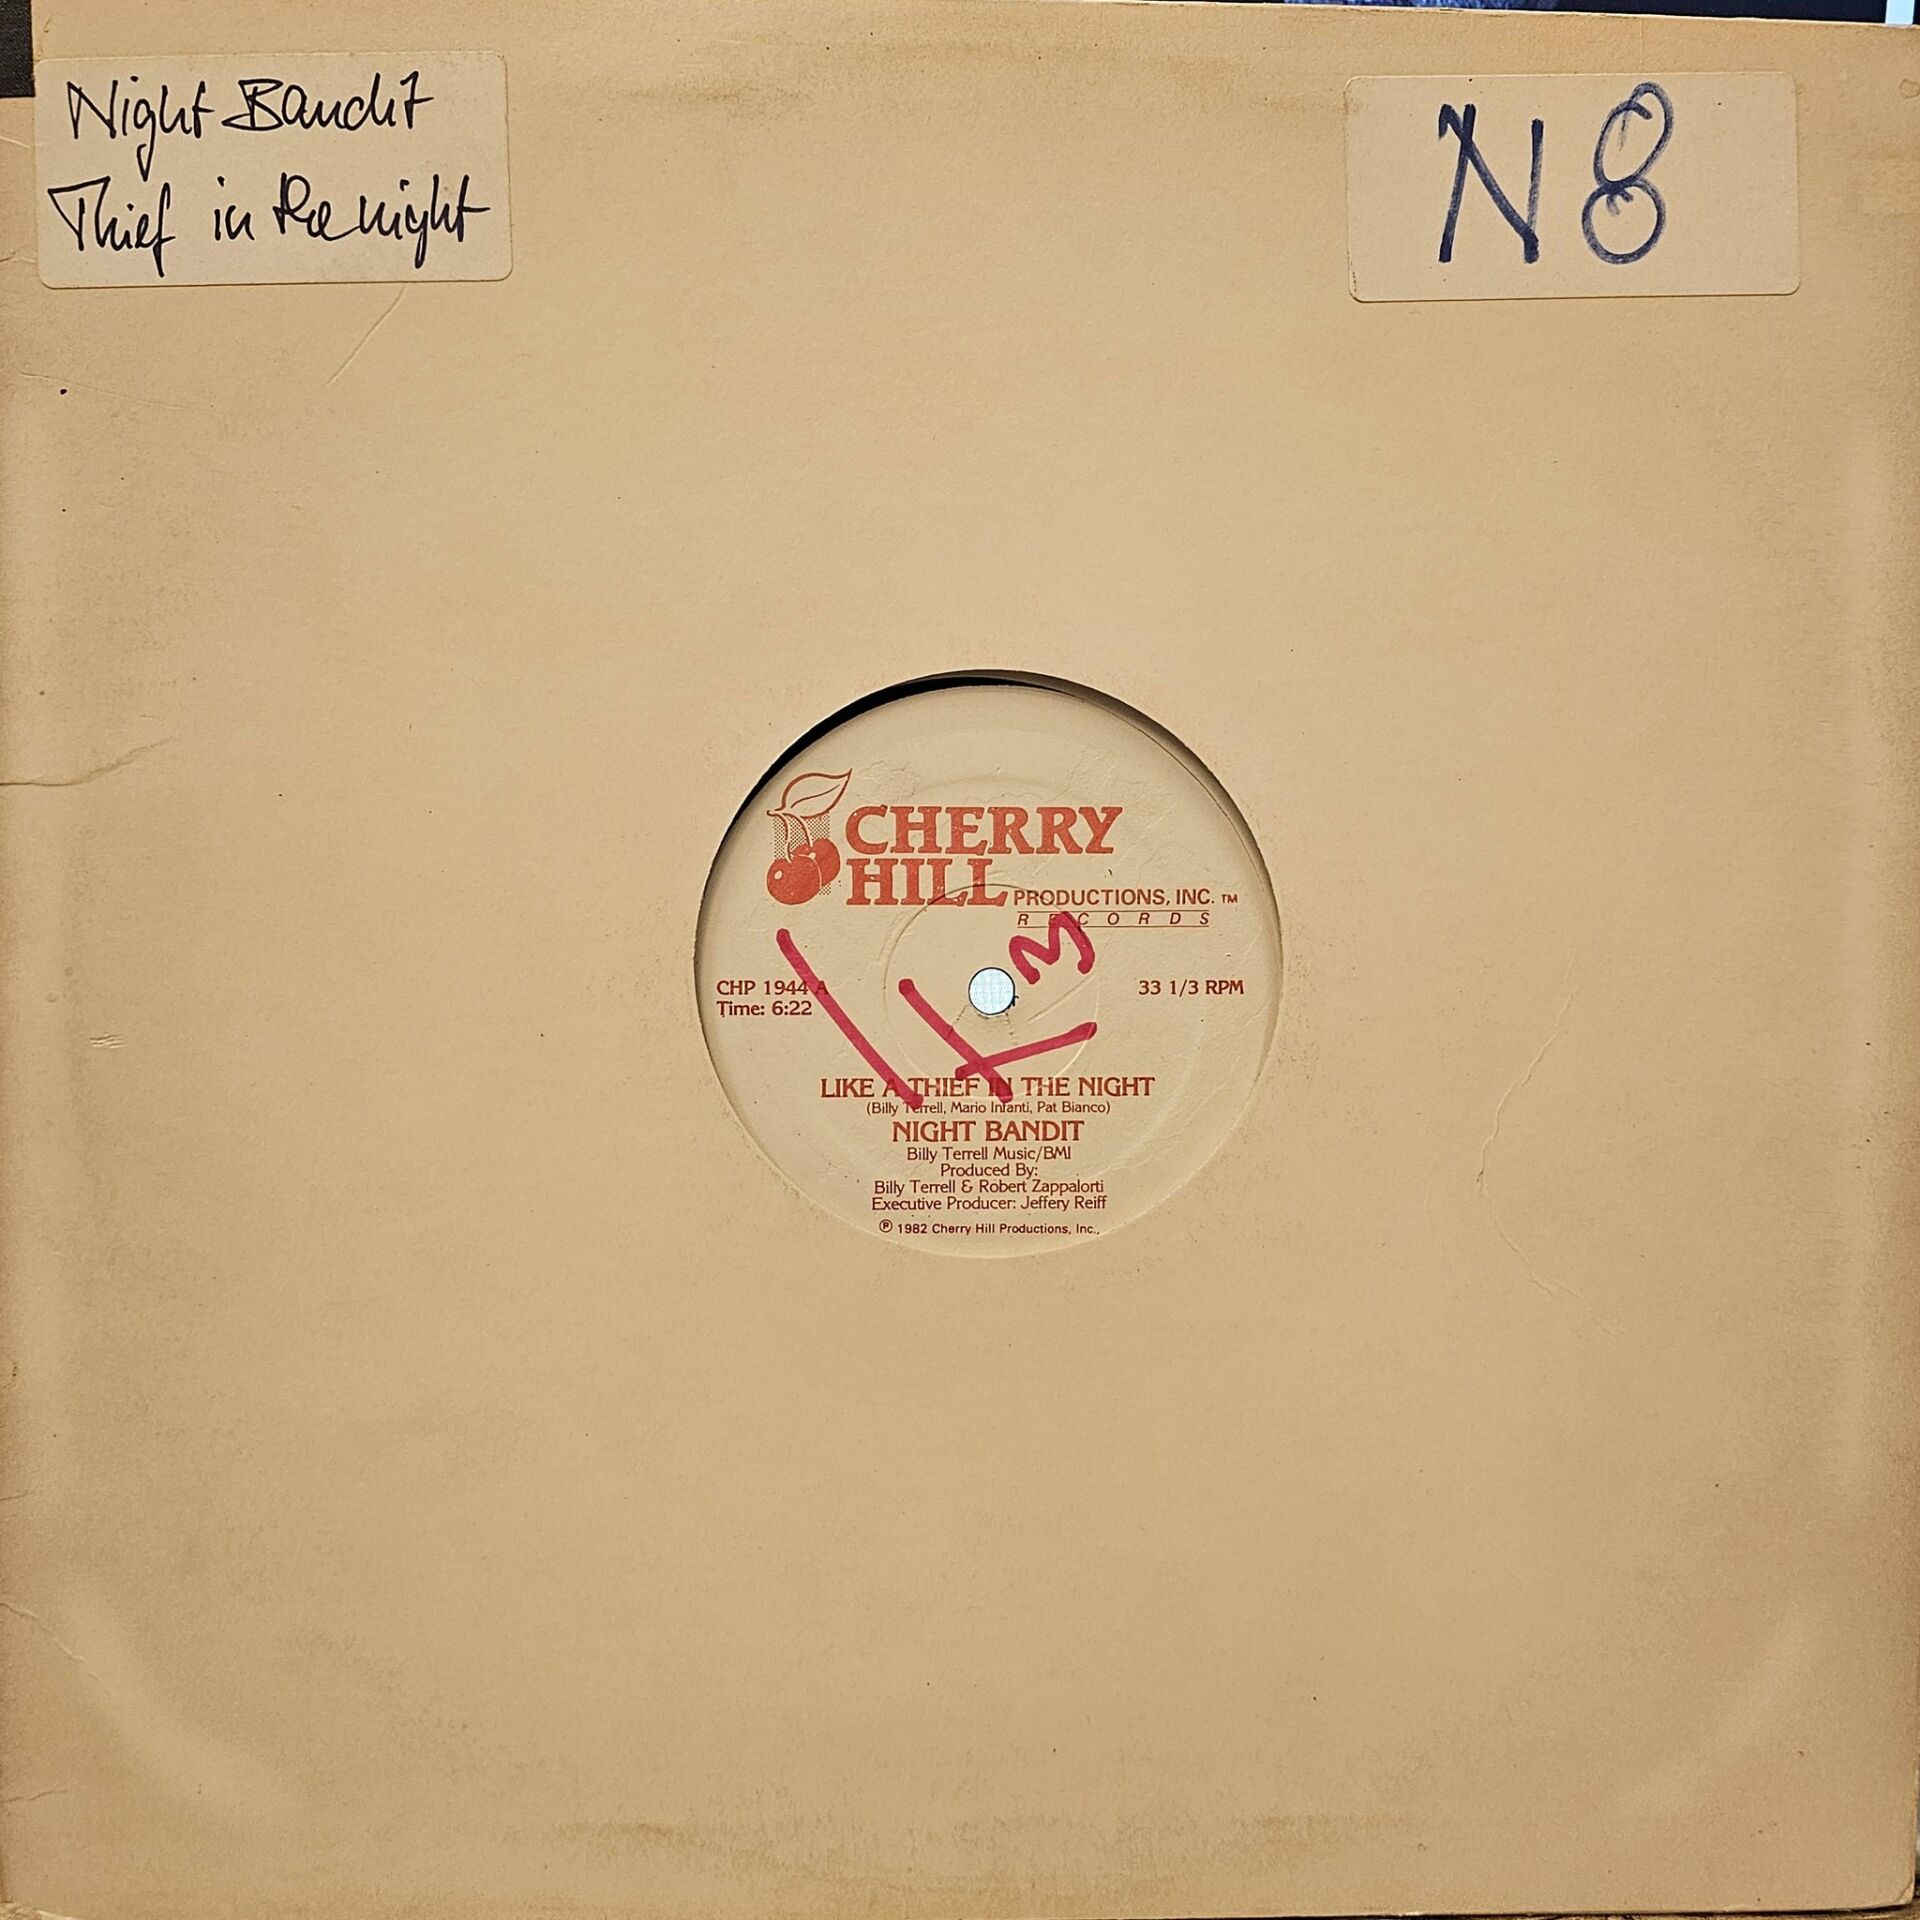 Night Bandit
Thief in the night
N8
CHERRY
HILL PRODUCTIONS, INC. ™
RECORDS
CHP 1944 A
Time: 6:22
33 1/3 RPM
LIKE A THIEF IN THE NIGHT
(Billy Terrell, Mario Infanti, Pat Bianco)
NIGHT BANDIT
Billy Terrell Music/BMI
Produced By:
Billy Terrell & Robert Zappalorti
Executive Producer: Jeffery Reiff
℗ 1982 Cherry Hill Productions, Inc.,